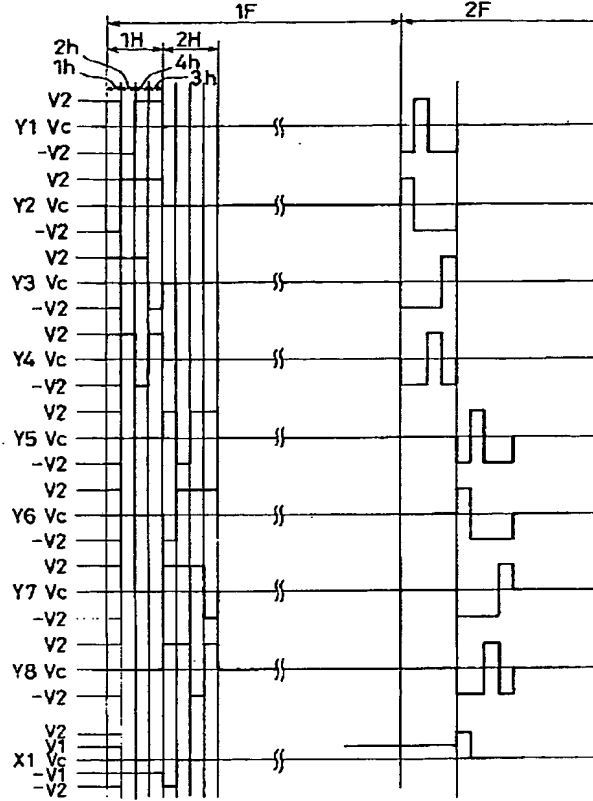 1F 2F
1H 2H
2h 4h
1h 3h
V2
Y1 Vc
-V2
V2
Y2 Vc
-V2
V2
Y3 Vc
-V2
V2
Y4 Vc
-V2
V2
Y5 Vc
-V2
V2
Y6 Vc
-V2
V2
Y7 Vc
-V2
V2
Y8 Vc
-V2
V2
V1
X1 Vc
-V1
-V2